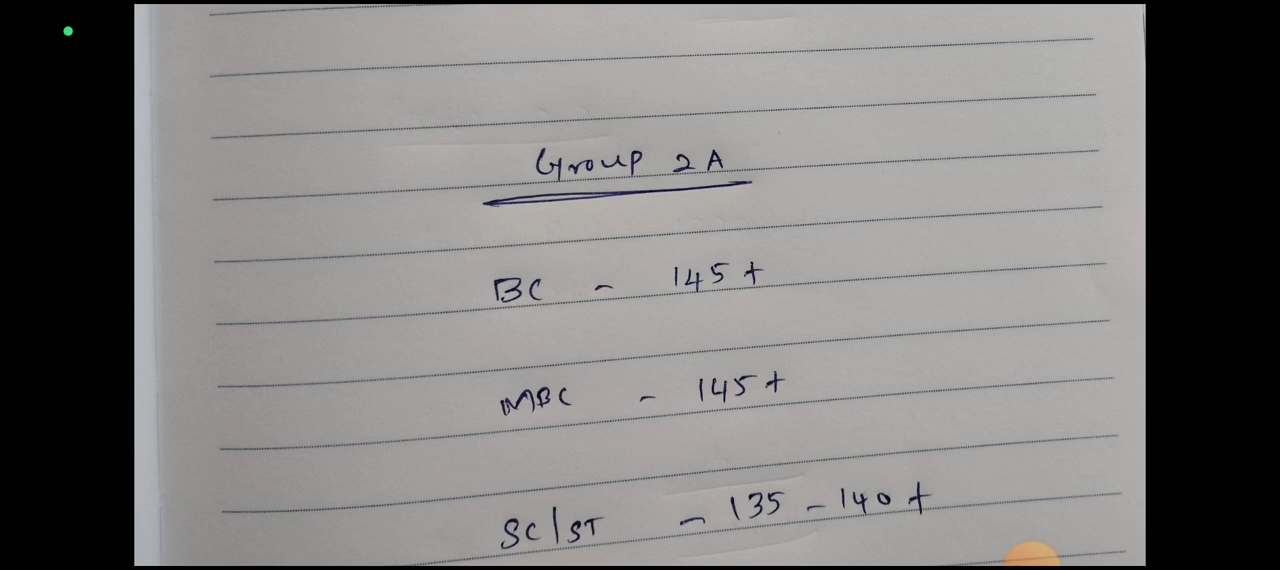 Group 2A
BC - 145+
MBC - 145+
SC/ST - 135 - 140+